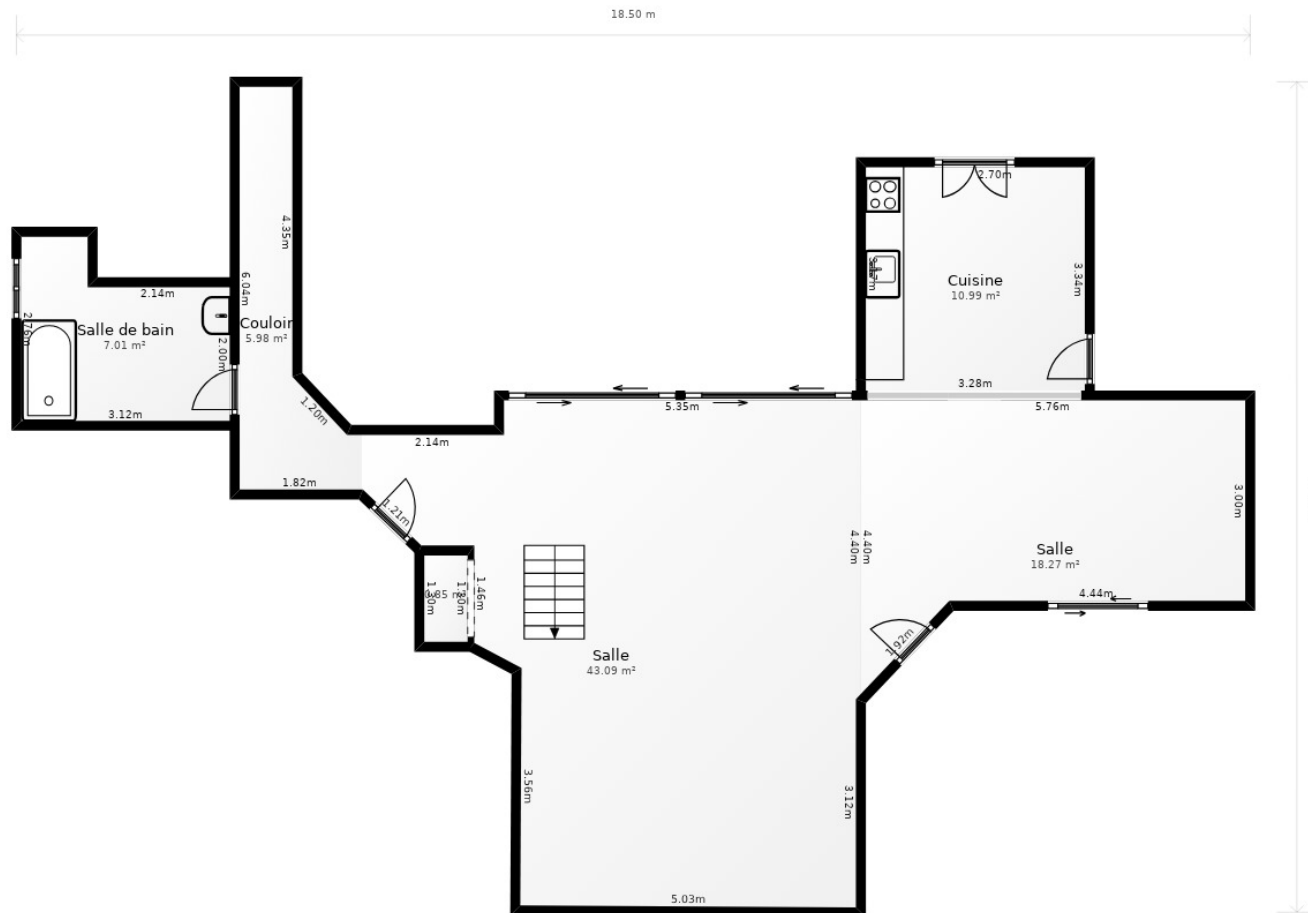 18.50 m
2.70m
4.35m
6.04m
3.34m
Cuisine
10.99 m²
2.14m
Couloir
5.98 m²
Salle de bain
7.01 m²
2.76m
2.00m
3.28m
1.20m
5.35m
5.76m
3.12m
2.14m
1.82m
3.00m
1.21m
4.40m
4.40m
Salle
18.27 m²
4.44m
1.46m
1.92m
Salle
43.09 m²
3.56m
3.12m
5.03m